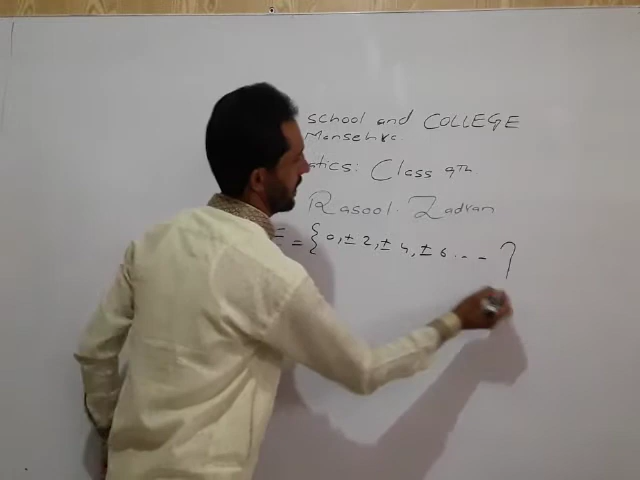 SCHOOL and COLLEGE
Mansehra
atics: Class 9TH
Rasool Zadran
E = { 0, ± 2, ± 4, ± 6 . . - }